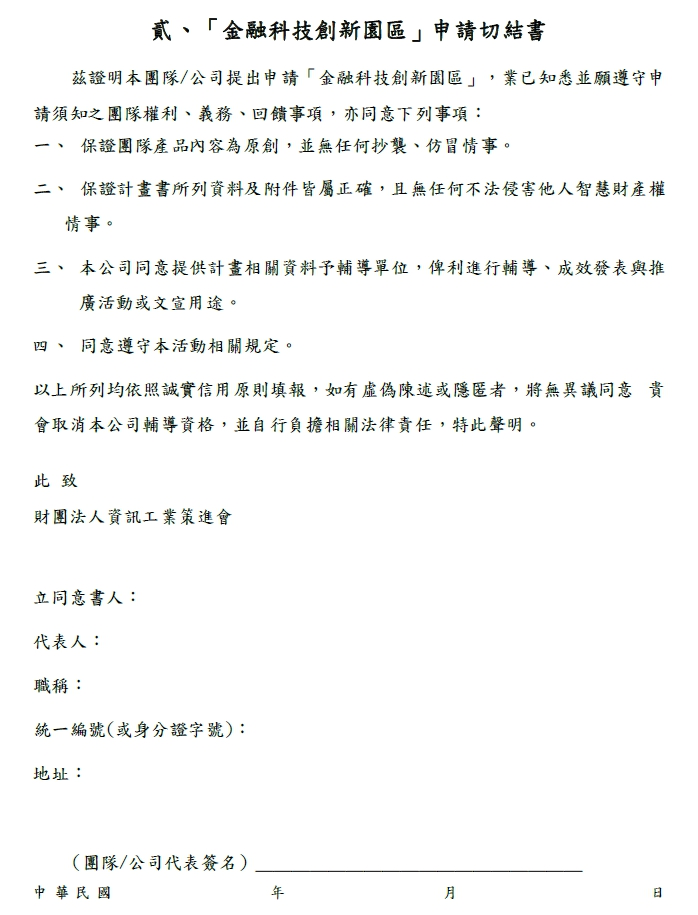 貳、「金融科技創新園區」申請切結書
茲證明本團隊/公司提出申請「金融科技創新園區」，業已知悉並願遵守申
請須知之團隊權利、義務、回饋事項，亦同意下列事項：
一、 保證團隊產品內容為原創，並無任何抄襲、仿冒情事。
二、 保證計畫書所列資料及附件皆屬正確，且無任何不法侵害他人智慧財產權
情事。
三、 本公司同意提供計畫相關資料予輔導單位，俾利進行輔導、成效發表與推
廣活動或文宣用途。
四、 同意遵守本活動相關規定。
以上所列均依照誠實信用原則填報，如有虛偽陳述或隱匿者，將無異議同意 貴
會取消本公司輔導資格，並自行負擔相關法律責任，特此聲明。
此 致
財團法人資訊工業策進會
立同意書人：
代表人：
職稱：
統一編號(或身分證字號)：
地址：
（團隊/公司代表簽名）
中 華 民 國 年 月 日